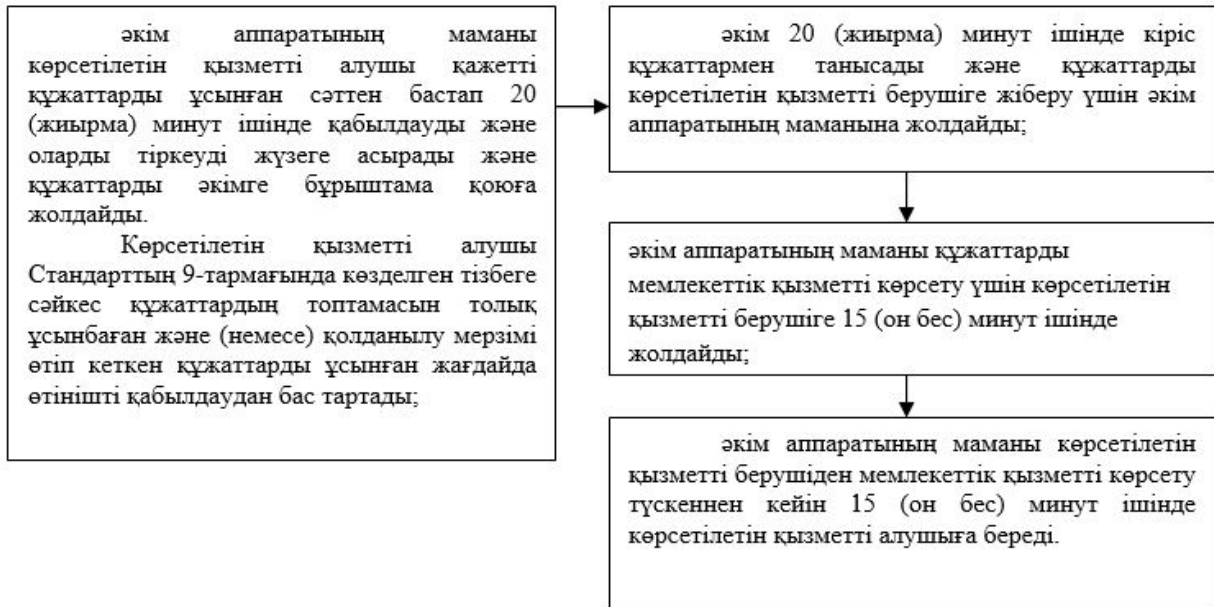 әкім аппаратының маманы
көрсетілетін қызметті алушы қажетті
құжаттарды ұсынған сәттен бастап 20
(жиырма) минут ішінде қабылдауды және
оларды тіркеуді жүзеге асырады және
құжаттарды әкімге бұрыштама қоюға
жолдайды.
Көрсетілетін қызметті алушы
Стандарттың 9-тармағында көзделген тізбеге
сәйкес құжаттардың топтамасын толық
ұсынбаған және (немесе) қолданылу мерзімі
өтіп кеткен құжаттарды ұсынған жағдайда
өтінішті қабылдаудан бас тартады;
әкім 20 (жиырма) минут ішінде кіріс
құжаттармен танысады және құжаттарды
көрсетілетін қызметті берушіге жіберу үшін әкім
аппаратының маманына жолдайды;
әкім аппаратының маманы құжаттарды
мемлекеттік қызметті көрсету үшін көрсетілетін
қызметті берушіге 15 (он бес) минут ішінде
жолдайды;
әкім аппаратының маманы көрсетілетін
қызметті берушіден мемлекеттік қызметті көрсету
түскеннен кейін 15 (он бес) минут ішінде
көрсетілетін қызметті алушыға береді.